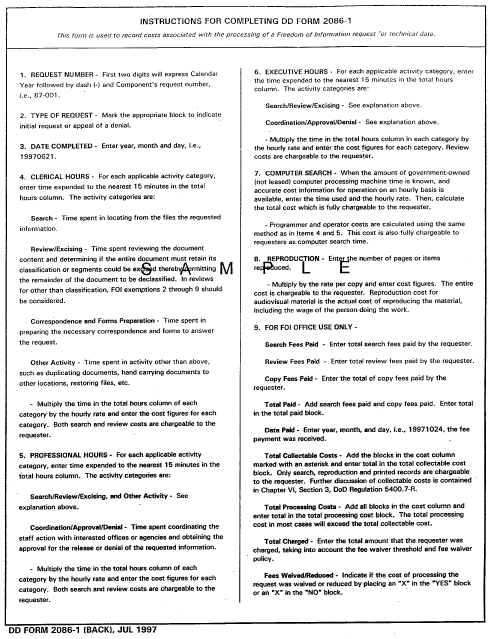 INSTRUCTIONS FOR COMPLETING DD FORM 2086-1
This form is used to record costs associated with the processing of a Freedom of Information request for technical data.
1. REQUEST NUMBER - First two digits will express Calendar
Year followed by dash (-) and Component's request number,
i.e., 87-001.
2. TYPE OF REQUEST - Mark the appropriate block to indicate
initial request or appeal of a denial.
3. DATE COMPLETED - Enter year, month and day, i.e.,
19970621.
4. CLERICAL HOURS - For each applicable activity category,
enter time expended to the nearest 15 minutes in the total
hours column. The activity categories are:
Search - Time spent in locating from the files the requested
information.
Review/Excising - Time spent reviewing the document
content and determining if the entire document must retain its
classification or segments could be excised thereby permitting
the remainder of the document to be declassified. In reviews
for other than classification, FOI exemptions 2 through 9 should
be considered.
Correspondence and Forms Preparation - Time spent in
preparing the necessary correspondence and forms to answer
the request.
Other Activity - Time spent in activity other than above,
such as duplicating documents, hand carrying documents to
other locations, restoring files, etc.
- Multiply the time in the total hours column of each
category by the hourly rate and enter the cost figures for each
category. Both search and review costs are chargeable to the
requester.
5. PROFESSIONAL HOURS - For each applicable activity
category, enter time expended to the nearest 15 minutes in the
total hours column. The activity categories are:
Search/Review/Excising, and Other Activity - See
explanation above.
Coordination/Approval/Denial - Time spent coordinating the
staff action with interested offices or agencies and obtaining the
approval for the release or denial of the requested information.
- Multiply the time in the total hours column of each
category by the hourly rate and enter the cost figures for each
category. Both search and review costs are chargeable to the
requester.
6. EXECUTIVE HOURS - For each applicable activity category, enter
the time expended to the nearest 15 minutes in the total hours
column. The activity categories are:
Search/Review/Excising - See explanation above.
Coordination/Approval/Denial - See explanation above.
- Multiply the time in the total hours column in each category by
the hourly rate and enter the cost figures for each category. Review
costs are chargeable to the requester.
7. COMPUTER SEARCH - When the amount of government-owned
(not leased) computer processing machine time is known, and
accurate cost information for operation on an hourly basis is
available, enter the time used and the hourly rate. Then, calculate
the total cost which is fully chargeable to the requester.
- Programmer and operator costs are calculated using the same
method as in Items 4 and 5. This cost is also fully chargeable to
requesters as computer search time.
8. REPRODUCTION - Enter the number of pages or items
reproduced.
SAMPLE
- Multiply by the rate per copy and enter cost figures. The entire
cost is chargeable to the requester. Reproduction cost for
audiovisual material is the actual cost of reproducing the material,
including the wage of the person doing the work.
9. FOR FOI OFFICE USE ONLY -
Search Fees Paid - Enter total search fees paid by the requester.
Review Fees Paid - Enter total review fees paid by the requester.
Copy Fees Paid - Enter the total of copy fees paid by the
requester.
Total Paid - Add search fees paid and copy fees paid. Enter total
in the total paid block.
Date Paid - Enter year, month, and day, i.e., 19971024, the fee
payment was received.
Total Collectable Costs - Add the blocks in the cost column
marked with an asterisk and enter total in the total collectable cost
block. Only search, reproduction and printed records are chargeable
to the requester. Further discussion of collectable costs is contained
in Chapter VI, Section 3, DoD Regulation 5400.7-R.
Total Processing Costs - Add all blocks in the cost column and
enter total in the total processing cost block. The total processing
cost in most cases will exceed the total collectable cost.
Total Charged - Enter the total amount that the requester was
charged, taking into account the fee waiver threshold and fee waiver
policy.
Fees Waived/Reduced - Indicate if the cost of processing the
request was waived or reduced by placing an "X" in the "YES" block
or an "X" in the "NO" block.
DD FORM 2086-1 (BACK), JUL 1997